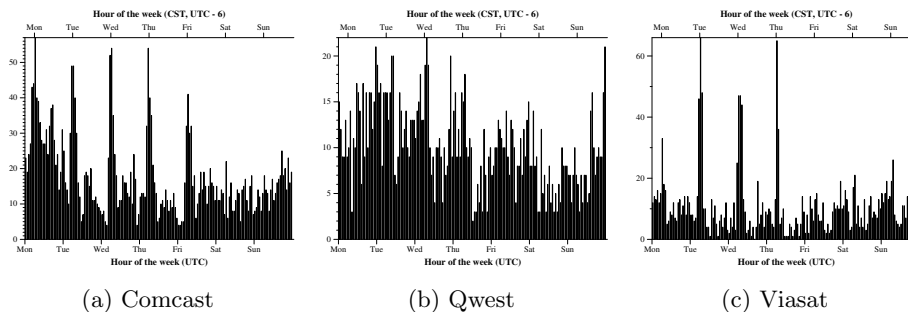 Hour of the week (CST, UTC - 6)
Mon Tue Wed Thu Fri Sat Sun
50
40
30
20
10
0
Mon Tue Wed Thu Fri Sat Sun
Hour of the week (UTC)
(a) Comcast
Hour of the week (CST, UTC - 6)
Mon Tue Wed Thu Fri Sat Sun
20
15
10
5
0
Mon Tue Wed Thu Fri Sat Sun
Hour of the week (UTC)
(b) Qwest
Hour of the week (CST, UTC - 6)
Mon Tue Wed Thu Fri Sat Sun
60
40
20
0
Mon Tue Wed Thu Fri Sat Sun
Hour of the week (UTC)
(c) Viasat